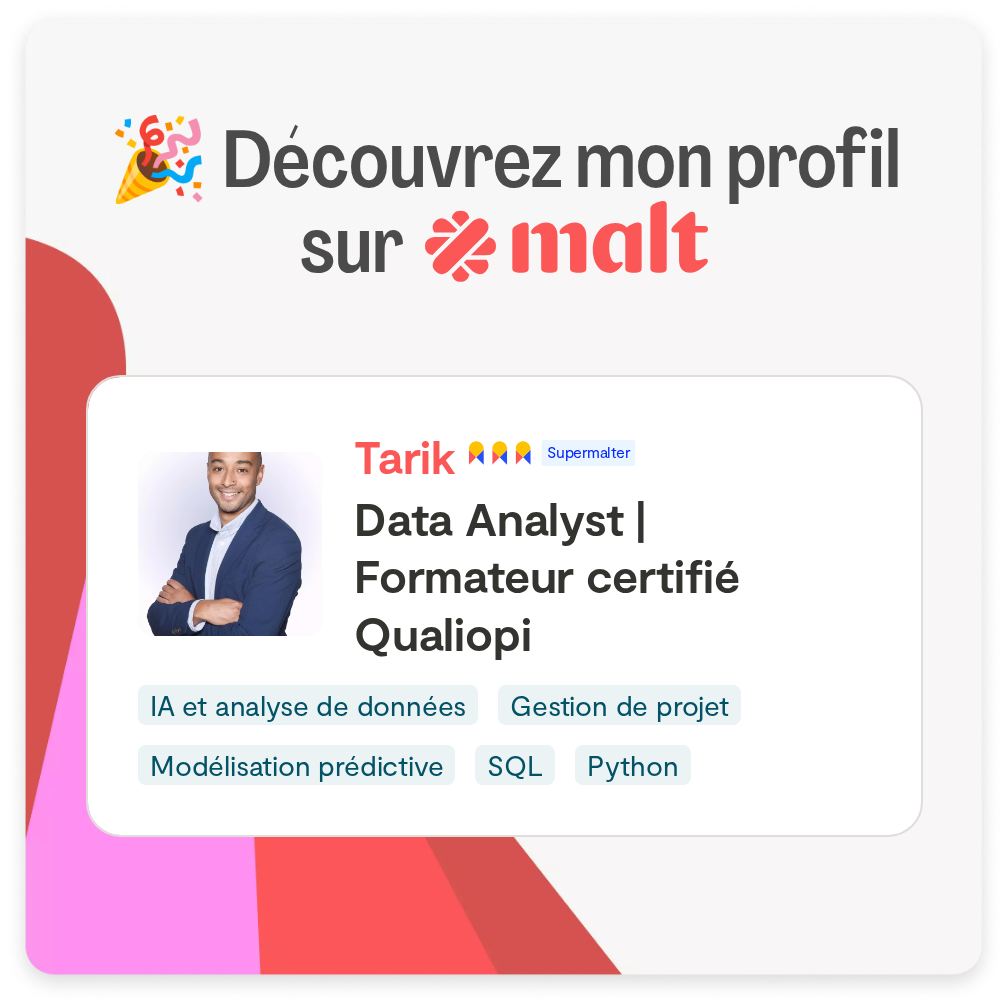 Découvrez mon profil
sur malt
Tarik Supermalter
Data Analyst |
Formateur certifié
Qualiopi
IA et analyse de données Gestion de projet
Modélisation prédictive SQL Python